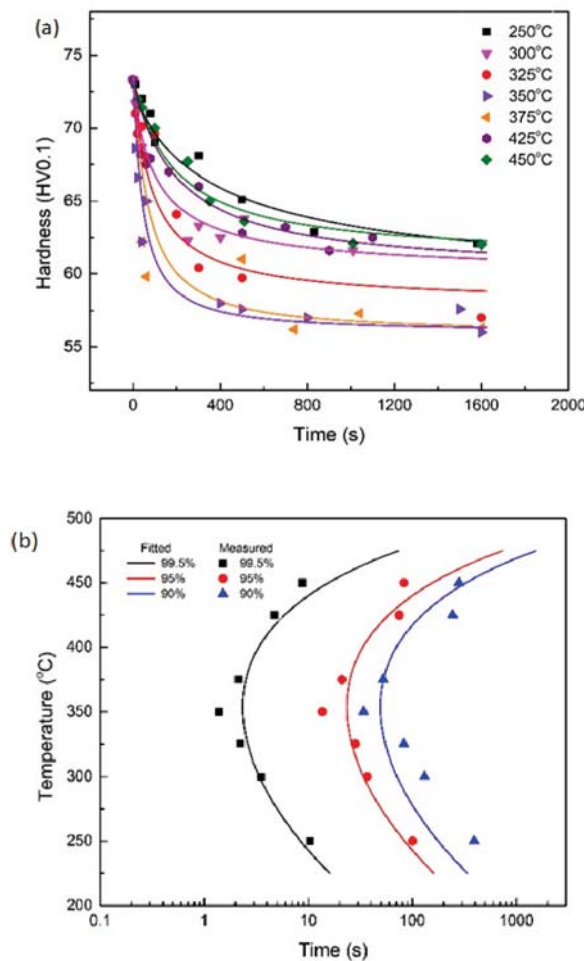 (a)
75
70
65
60
55
Hardness (HV0.1)
250°C
300°C
325°C
350°C
375°C
425°C
450°C
0 400 800 1200 1600 2000
Time (s)
(b)
500
450
400
350
300
250
200
Temperature (°C)
Fitted Measured
99.5% 99.5%
95% 95%
90% 90%
0.1 1 10 100 1000
Time (s)